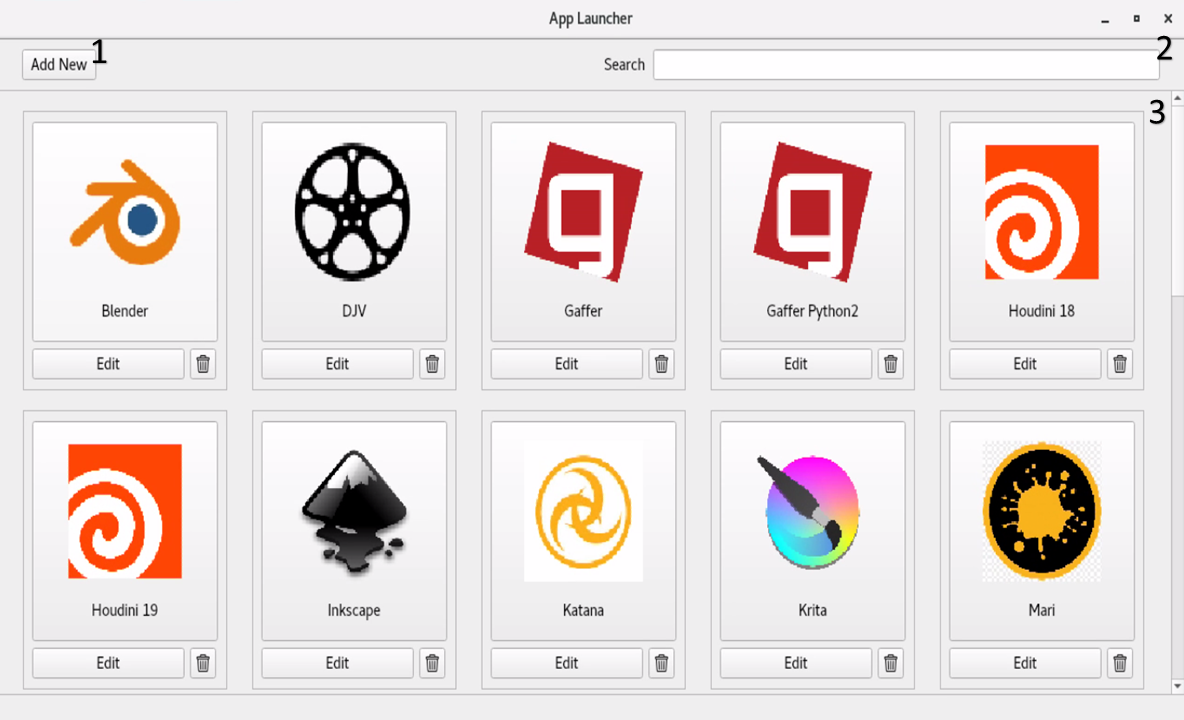 App Launcher
Add New 1 Search 2
3
Blender DJV Gaffer Gaffer Python2 Houdini 18
Edit Edit Edit Edit Edit
Houdini 19 Inkscape Katana Krita Mari
Edit Edit Edit Edit Edit